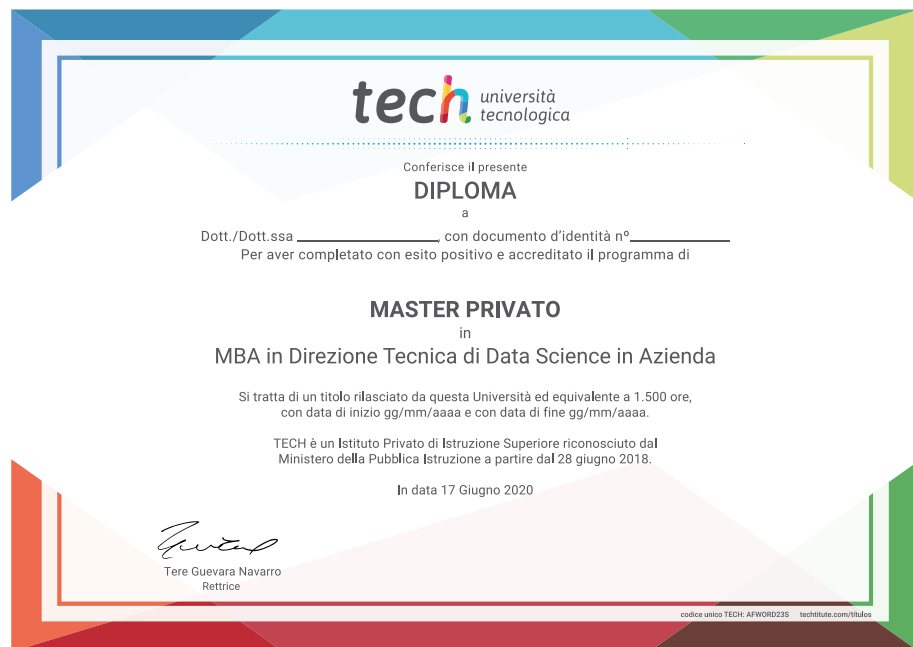 tech università
tecnologica
Conferisce il presente
DIPLOMA
a
Dott./Dott.ssa ________________, con documento d'identità nº___________
Per aver completato con esito positivo e accreditato il programma di
MASTER PRIVATO
in
MBA in Direzione Tecnica di Data Science in Azienda
Si tratta di un titolo rilasciato da questa Università ed equivalente a 1.500 ore,
con data di inizio gg/mm/aaaa e con data di fine gg/mm/aaaa.
TECH è un Istituto Privato di Istruzione Superiore riconosciuto dal
Ministero della Pubblica Istruzione a partire dal 28 giugno 2018.
In data 17 Giugno 2020
Tere Guevara Navarro
Rettrice
codice unico TECH: AFWORD23S techtitute.com/titulos